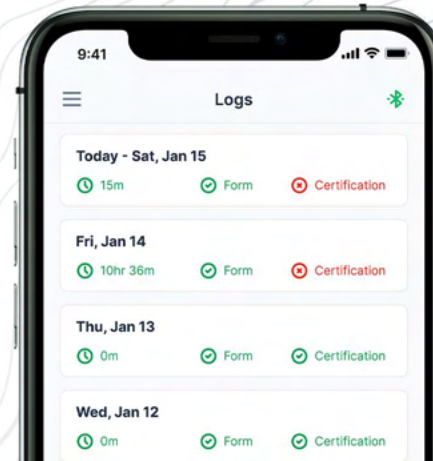 9:41
Logs
Today - Sat, Jan 15
15m Form Certification
Fri, Jan 14
10hr 36m Form Certification
Thu, Jan 13
0m Form Certification
Wed, Jan 12
0m Form Certification